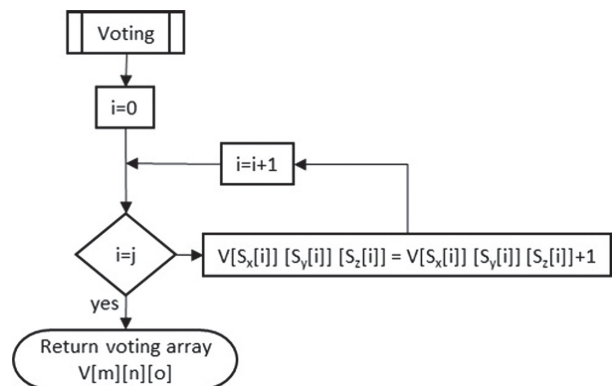 Voting
i=0
i=i+1
i=j
V[Sx[i]] [Sy[i]] [Sz[i]] = V[Sx[i]] [Sy[i]] [Sz[i]]+1
yes
Return voting array
V[m][n][o]